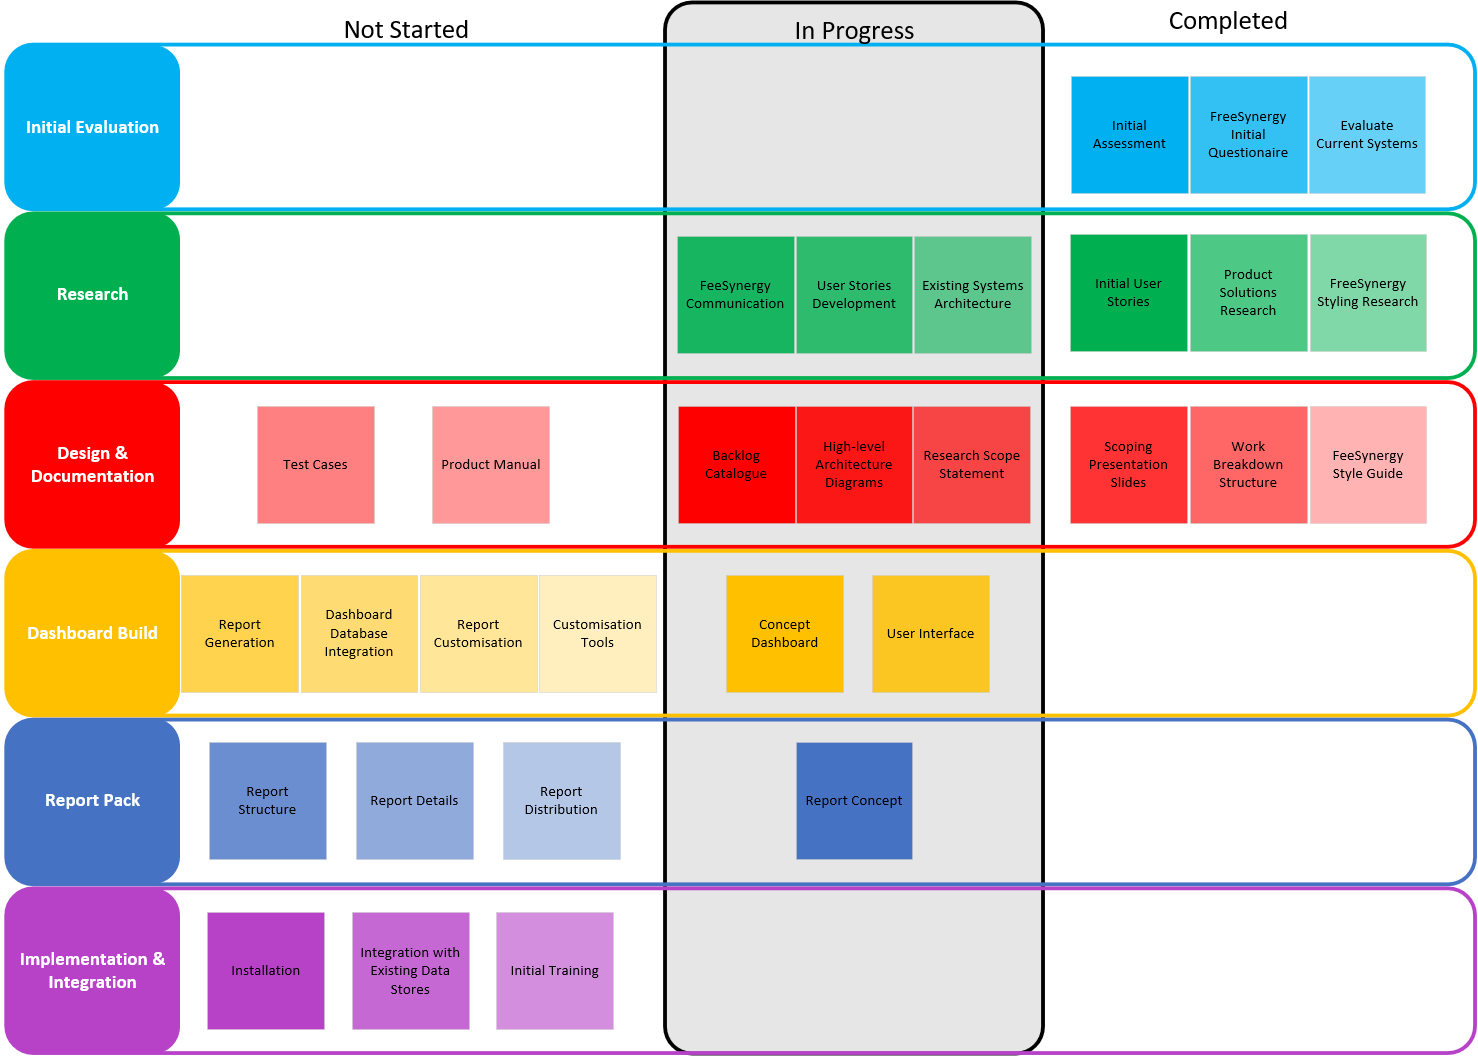 Not Started
In Progress
Completed
Initial Evaluation
Initial
Assessment
FreeSynergy
Initial
Questionaire
Evaluate
Current Systems
Research
FeeSynergy
Communication
User Stories
Development
Existing Systems
Architecture
Initial User
Stories
Product
Solutions
Research
FreeSynergy
Styling Research
Design &
Documentation
Test Cases
Product Manual
Backlog
Catalogue
High-level
Architecture
Diagrams
Research Scope
Statement
Scoping
Presentation
Slides
Work
Breakdown
Structure
FeeSynergy
Style Guide
Dashboard Build
Report
Generation
Dashboard
Database
Integration
Report
Customisation
Customisation
Tools
Concept
Dashboard
User Interface
Report Pack
Report
Structure
Report Details
Report
Distribution
Report Concept
Implementation &
Integration
Installation
Integration with
Existing Data
Stores
Initial Training